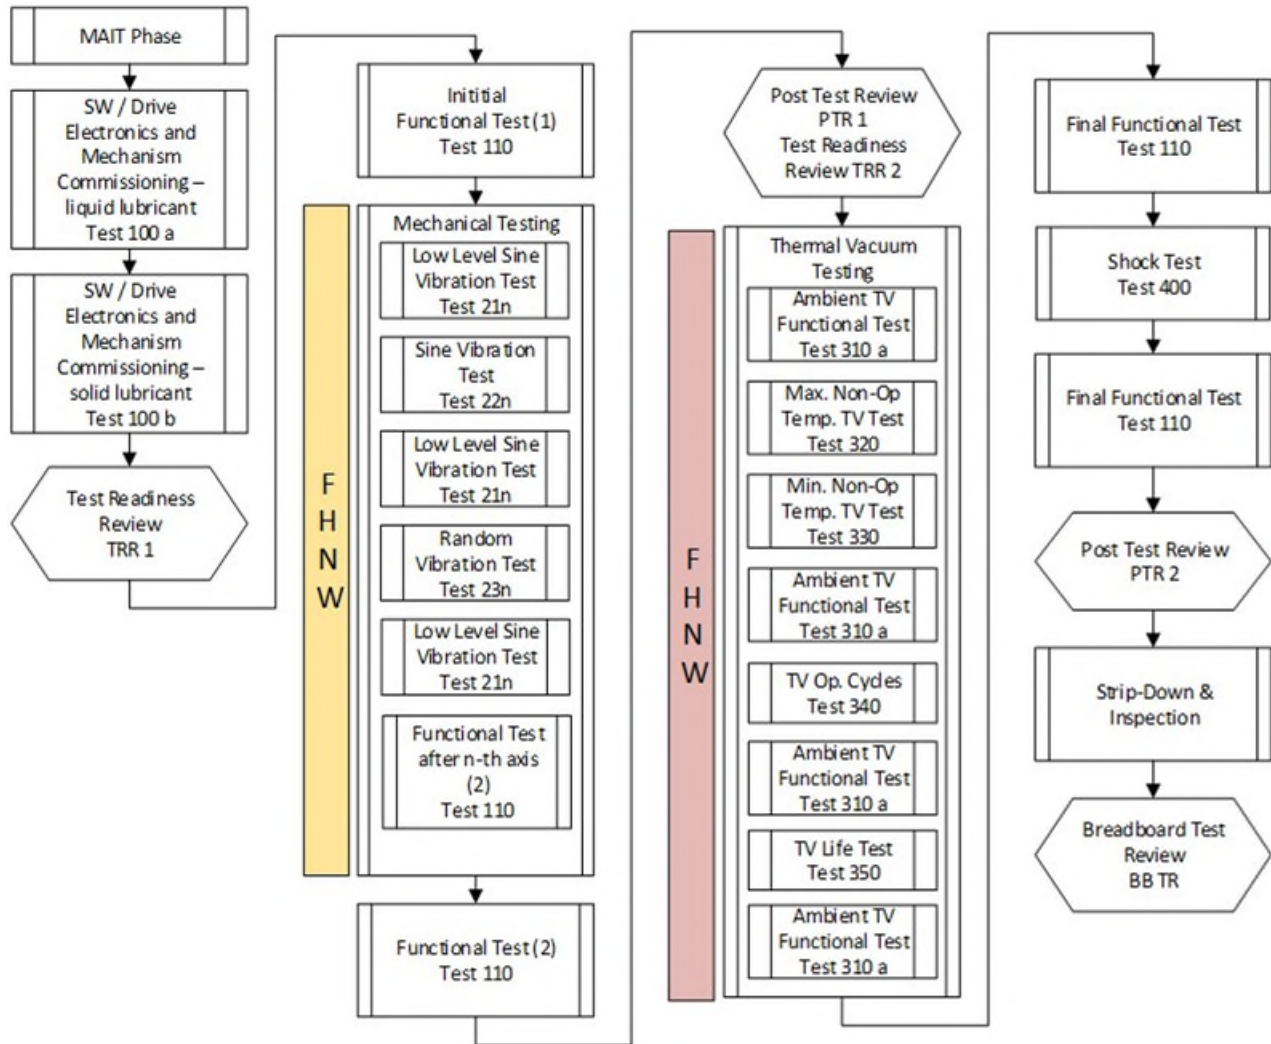 MAIT Phase
SW / Drive
Electronics and
Mechanism
Commissioning –
liquid lubricant
Test 100 a
SW / Drive
Electronics and
Mechanism
Commissioning –
solid lubricant
Test 100 b
Test Readiness
Review
TRR 1
Inititial
Functional Test (1)
Test 110
F
H
N
W
Mechanical Testing
Low Level Sine
Vibration Test
Test 21n
Sine Vibration
Test
Test 22n
Low Level Sine
Vibration Test
Test 21n
Random
Vibration Test
Test 23n
Low Level Sine
Vibration Test
Test 21n
Functional Test
after n-th axis
(2)
Test 110
Functional Test (2)
Test 110
Post Test Review
PTR 1
Test Readiness
Review TRR 2
F
H
N
W
Thermal Vacuum
Testing
Ambient TV
Functional Test
Test 310 a
Max. Non-Op
Temp. TV Test
Test 320
Min. Non-Op
Temp. TV Test
Test 330
Ambient TV
Functional Test
Test 310 a
TV Op. Cycles
Test 340
Ambient TV
Functional Test
Test 310 a
TV Life Test
Test 350
Ambient TV
Functional Test
Test 310 a
Final Functional Test
Test 110
Shock Test
Test 400
Final Functional Test
Test 110
Post Test Review
PTR 2
Strip-Down &
Inspection
Breadboard Test
Review
BB TR